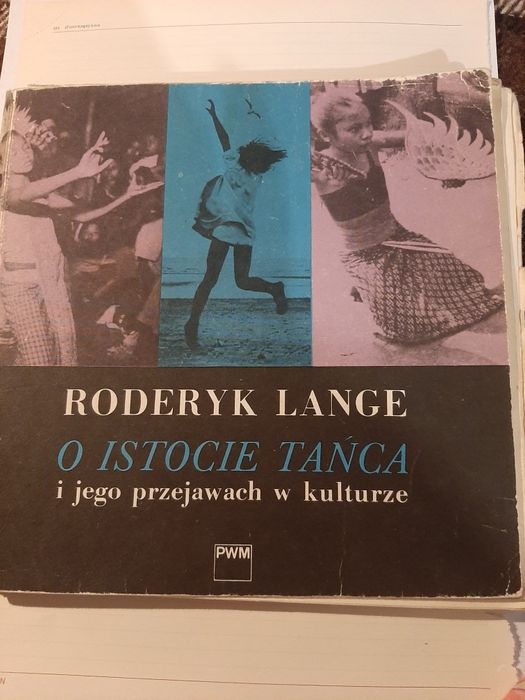 RODERYK LANGE
O ISTOCIE TAŃCA
i jego przejawach w kulturze
PWM